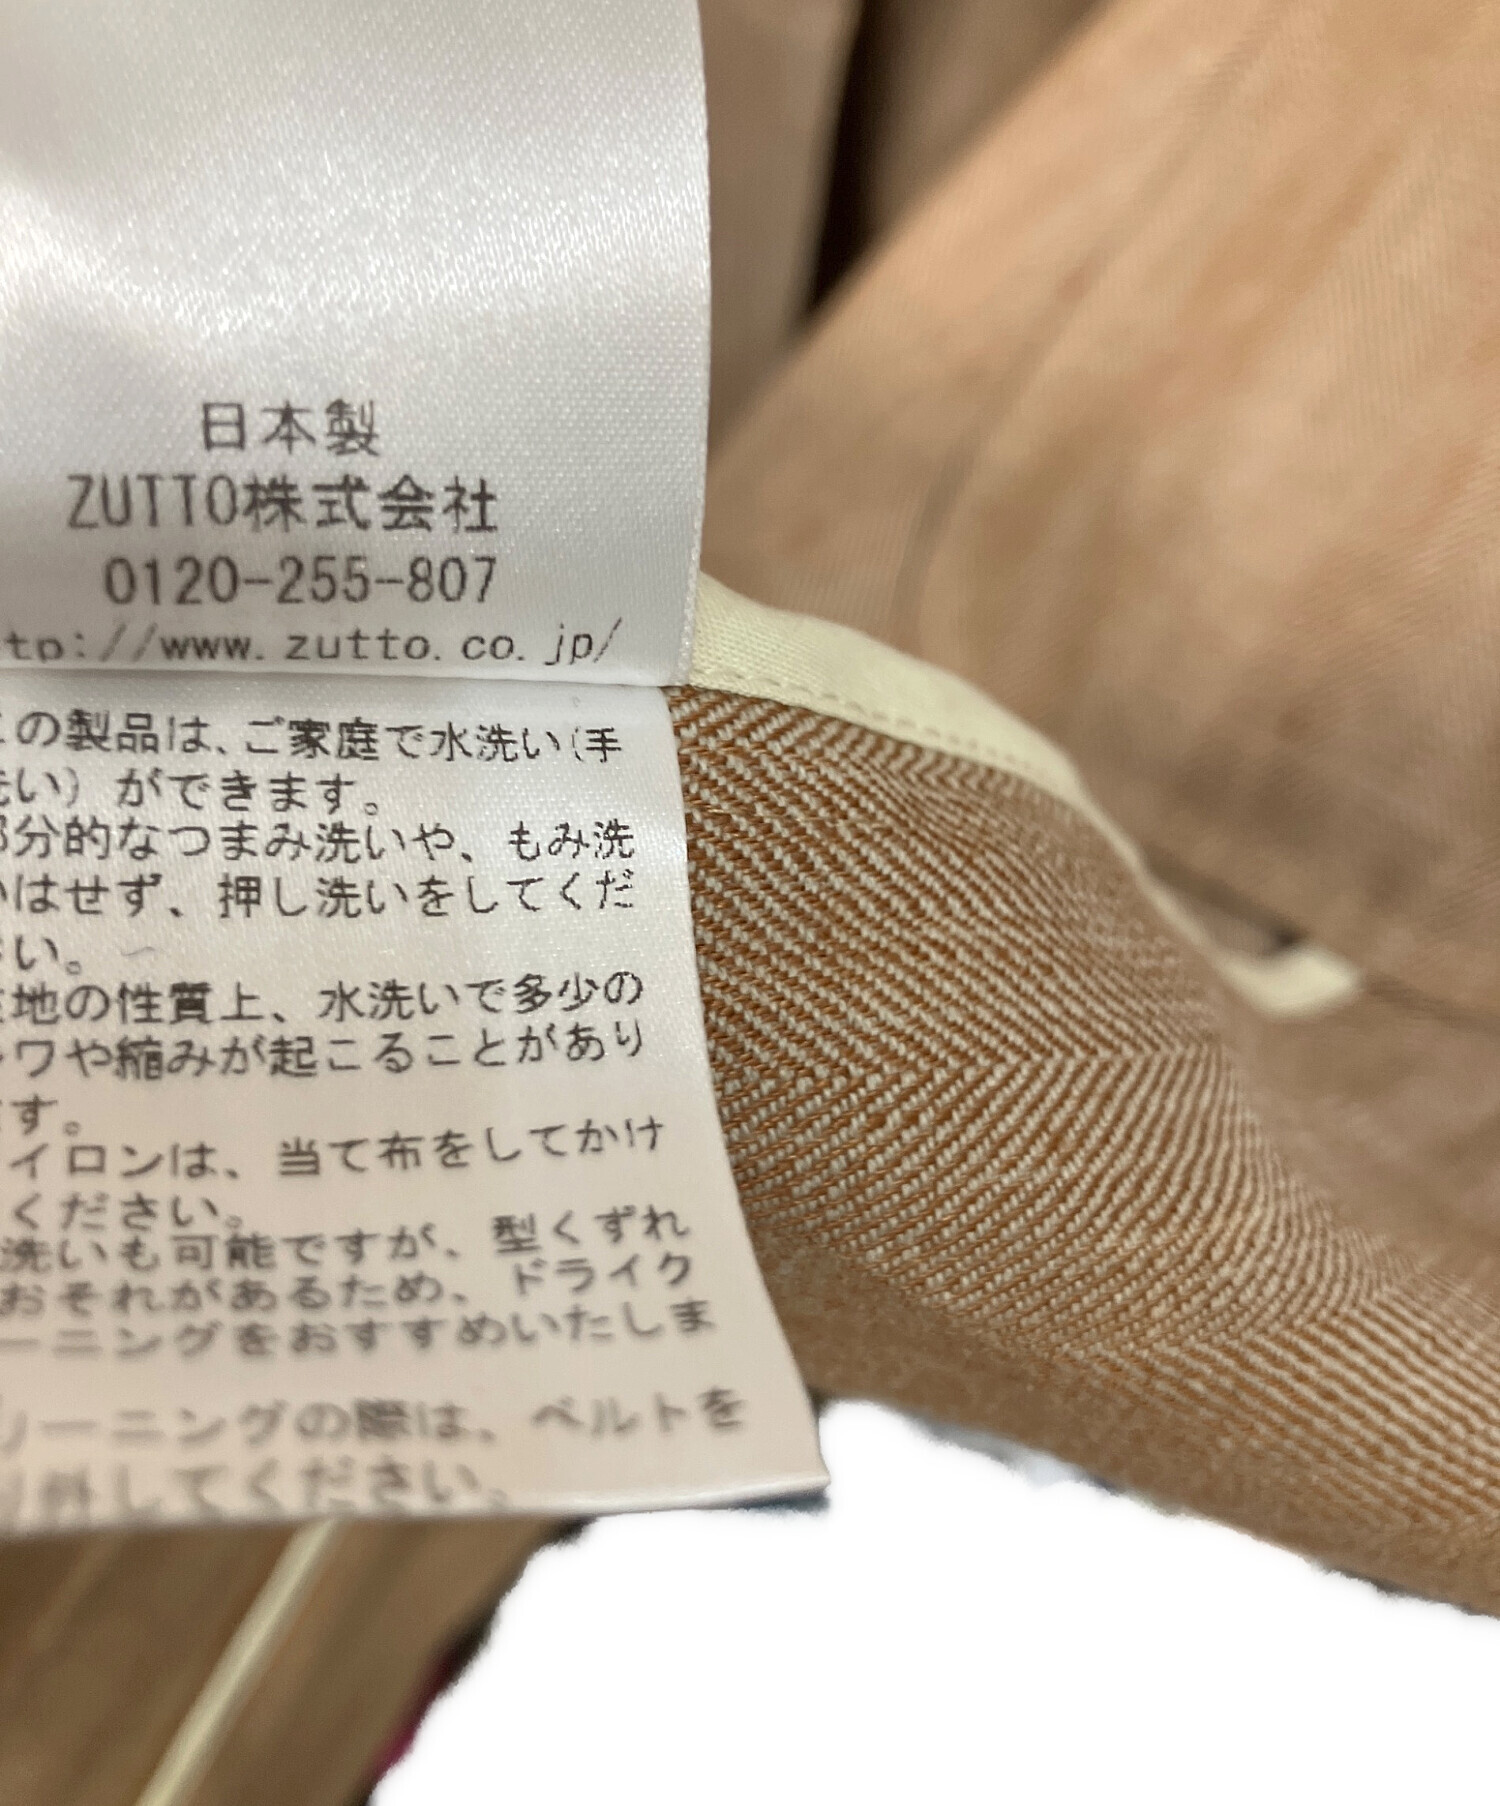 日本製
ZUTTO株式会社
0120-255-807
tp://www.zutto.co.jp/
の製品は、ご家庭で水洗い(手
洗い)ができます。
部分的なつまみ洗いや、もみ洗
いはせず、押し洗いをしてくだ
さい。
地の性質上、水洗いで多少の
ワや縮みが起こることがあり
ます。
イロンは、当て布をしてかけ
ください。
洗いも可能ですが、型くずれ
おそれがあるため、ドライク
ーニングをおすすめいたしま
リーニングの際は、ベルトを
り外してください。